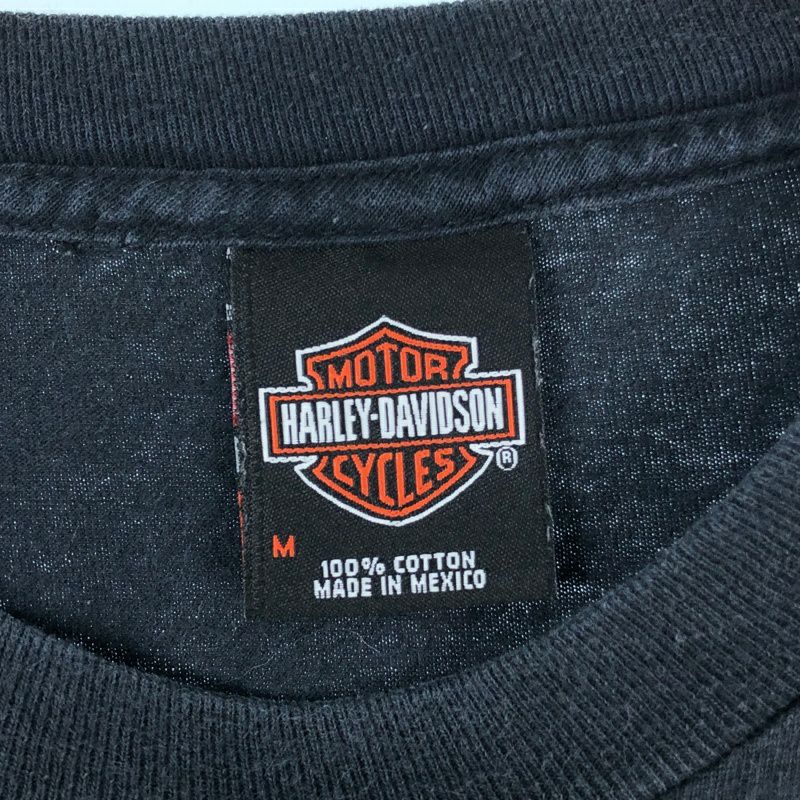 MOTOR
HARLEY-DAVIDSON
CYCLES
®
M
100% COTTON
MADE IN MEXICO